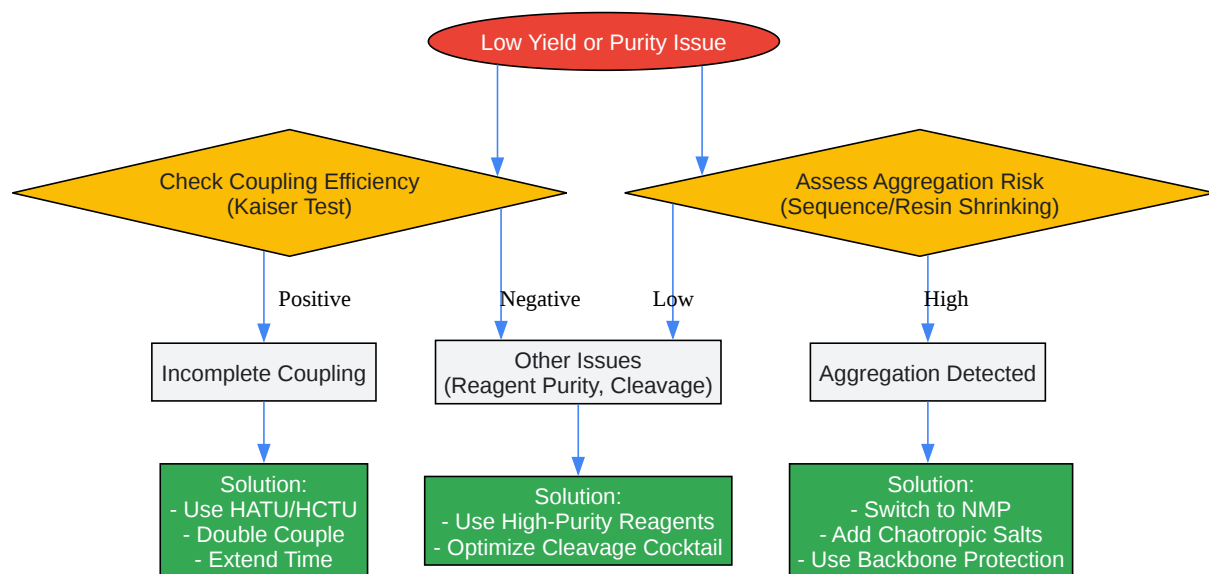 Low Yield or Purity Issue
Check Coupling Efficiency
(Kaiser Test)
Assess Aggregation Risk
(Sequence/Resin Shrinking)
Positive
Negative
Low
High
Incomplete Coupling
Other Issues
(Reagent Purity, Cleavage)
Aggregation Detected
Solution:
- Use HATU/HCTU
- Double Couple
- Extend Time
Solution:
- Use High-Purity Reagents
- Optimize Cleavage Cocktail
Solution:
- Switch to NMP
- Add Chaotropic Salts
- Use Backbone Protection